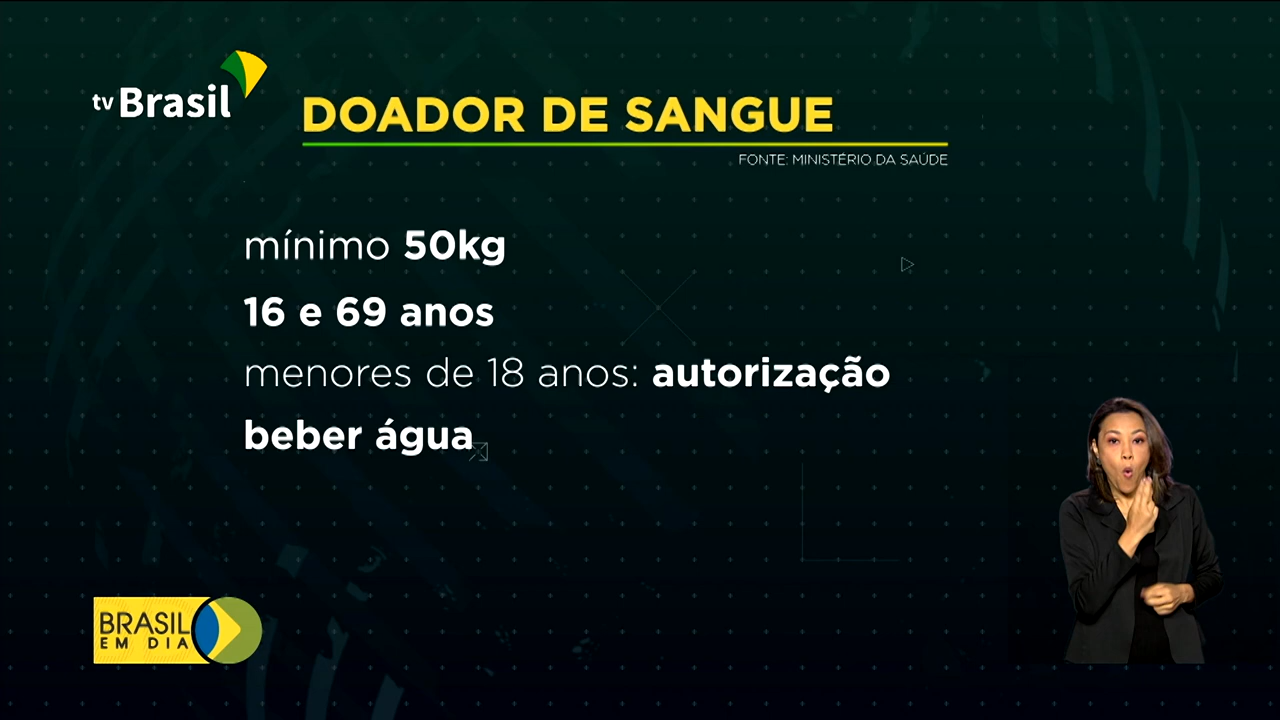 tv Brasil
DOADOR DE SANGUE
FONTE: MINISTÉRIO DA SAÚDE
mínimo 50kg
16 e 69 anos
menores de 18 anos: autorização
beber água
BRASIL
EM DIA